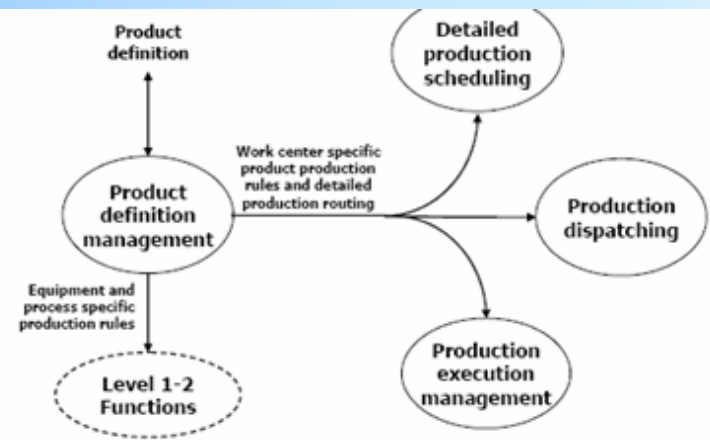 Product
definition
Detailed
production
scheduling
Work center specific
product production
rules and detailed
production routing
Product
definition
management
Production
dispatching
Equipment and
process specific
production rules
Production
execution
management
Level 1-2
Functions